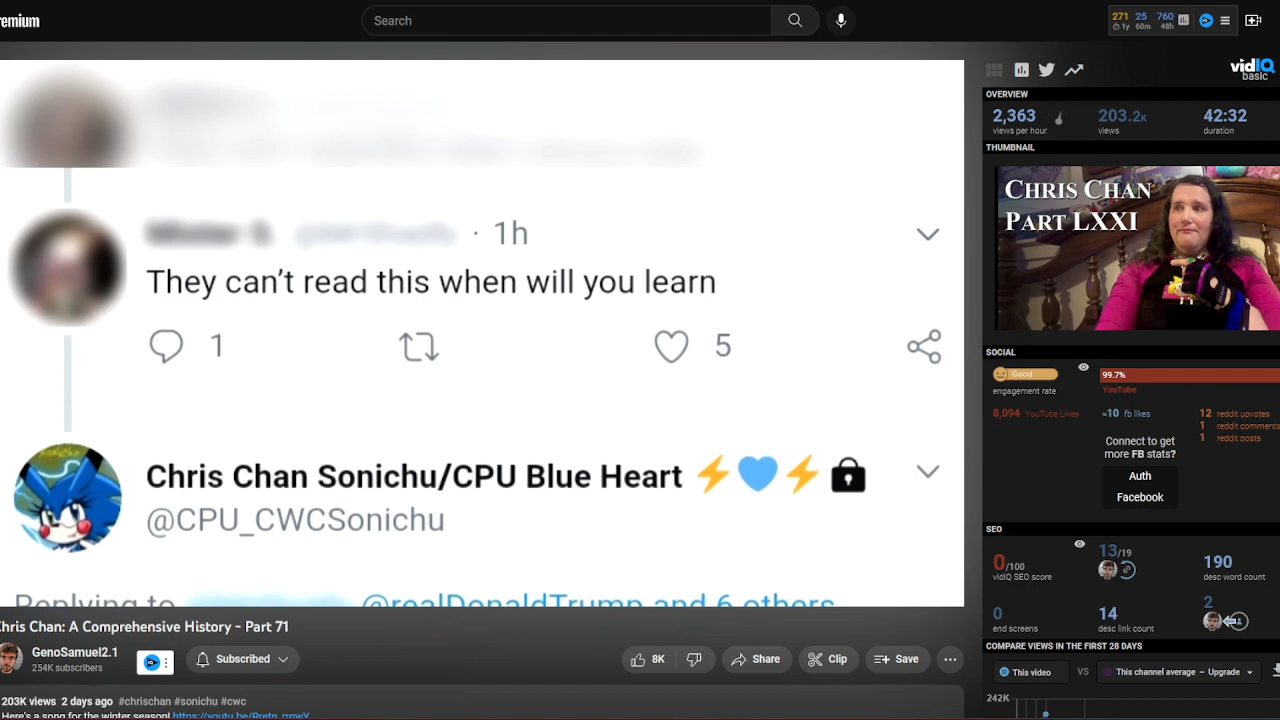 remium
Search
271 25 760
1y 60m 48h
· 1h
They can't read this when will you learn
1 5
Chris Chan Sonichu/CPU Blue Heart ⚡💙⚡🔒
@CPU_CWCSonichu
Replying to @realDonaldTrump and 6 others
Chris Chan: A Comprehensive History - Part 71
GenoSamuel2.1
254K subscribers
Subscribed
8K
Share
Clip
Save
203K views 2 days ago #chrischan #sonichu #cwc
Here's a song for the winter season!
vidIQ
basic
OVERVIEW
2,363 203.2K 42:32
views per hour views duration
THUMBNAIL
CHRIS CHAN
PART LXXI
SOCIAL
Good
engagement rate
99.7%
YouTube
8,094 YouTube Likes
≈10 fb likes
12 reddit upvotes
1 reddit comments
1 reddit posts
Connect to get
more FB stats?
Auth
Facebook
SEO
0/100
vidIQ SEO score
13/19
190
desc word count
0
end screens
14
desc link count
2
COMPARE VIEWS IN THE FIRST 28 DAYS
This video VS This channel average – Upgrade
242K